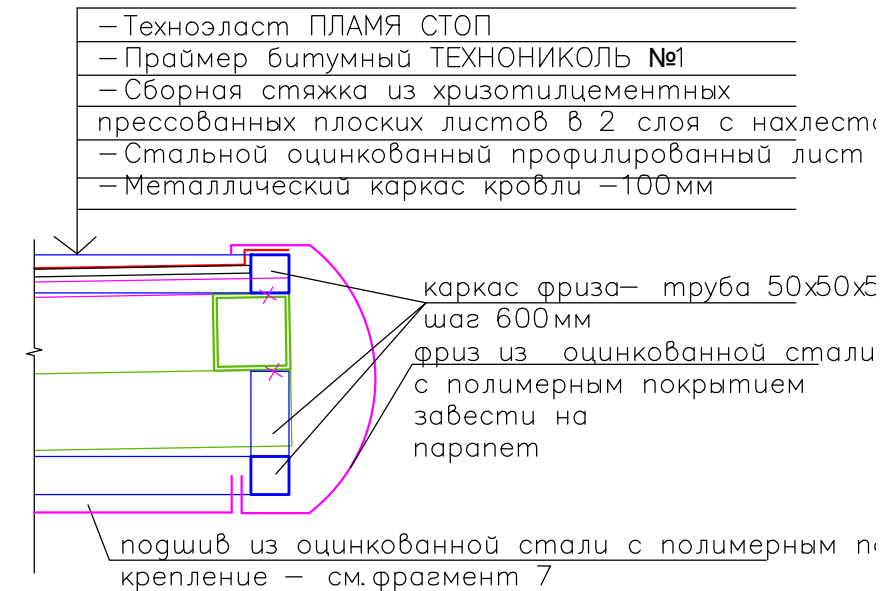 —Техноэласт ПЛАМЯ СТОП
—Праймер битумный ТЕХНОНИКОЛЬ №1
—Сборная стяжка из хризотилцементных
прессованных плоских листов в 2 слоя с нахлесто
—Стальной оцинкованный профилированный лист
—Металлический каркас кровли —100мм
каркас фриза— труба 50х50х5
шаг 600мм
фриз из оцинкованной стали
с полимерным покрытием
завести на
парапет
подшив из оцинкованной стали с полимерным по
крепление — см.фрагмент 7